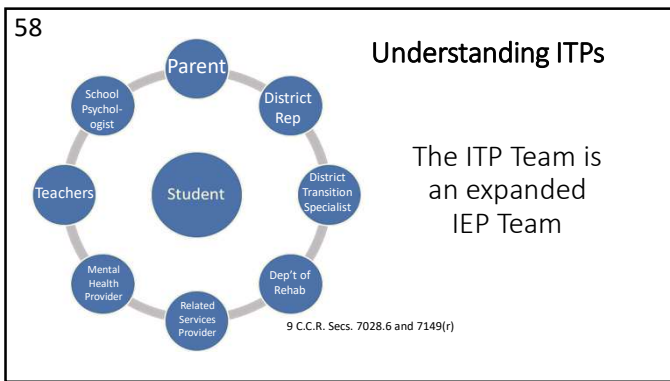 58
Understanding ITPs
Parent
District
Rep
District
Transition
Specialist
Dep't of
Rehab
Related
Services
Provider
Mental
Health
Provider
Teachers
School
Psychol-
ogist
Student
The ITP Team is
an expanded
IEP Team
9 C.C.R. Secs. 7028.6 and 7149(r)